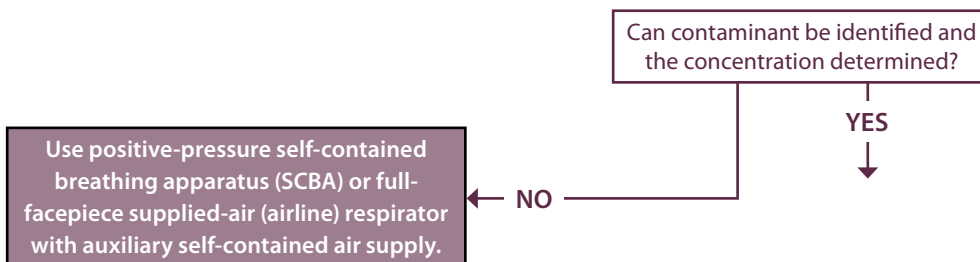 Can contaminant be identified and
the concentration determined?
YES
Use positive-pressure self-contained
breathing apparatus (SCBA) or full-
facepiece supplied-air (airline) respirator
with auxiliary self-contained air supply.
NO